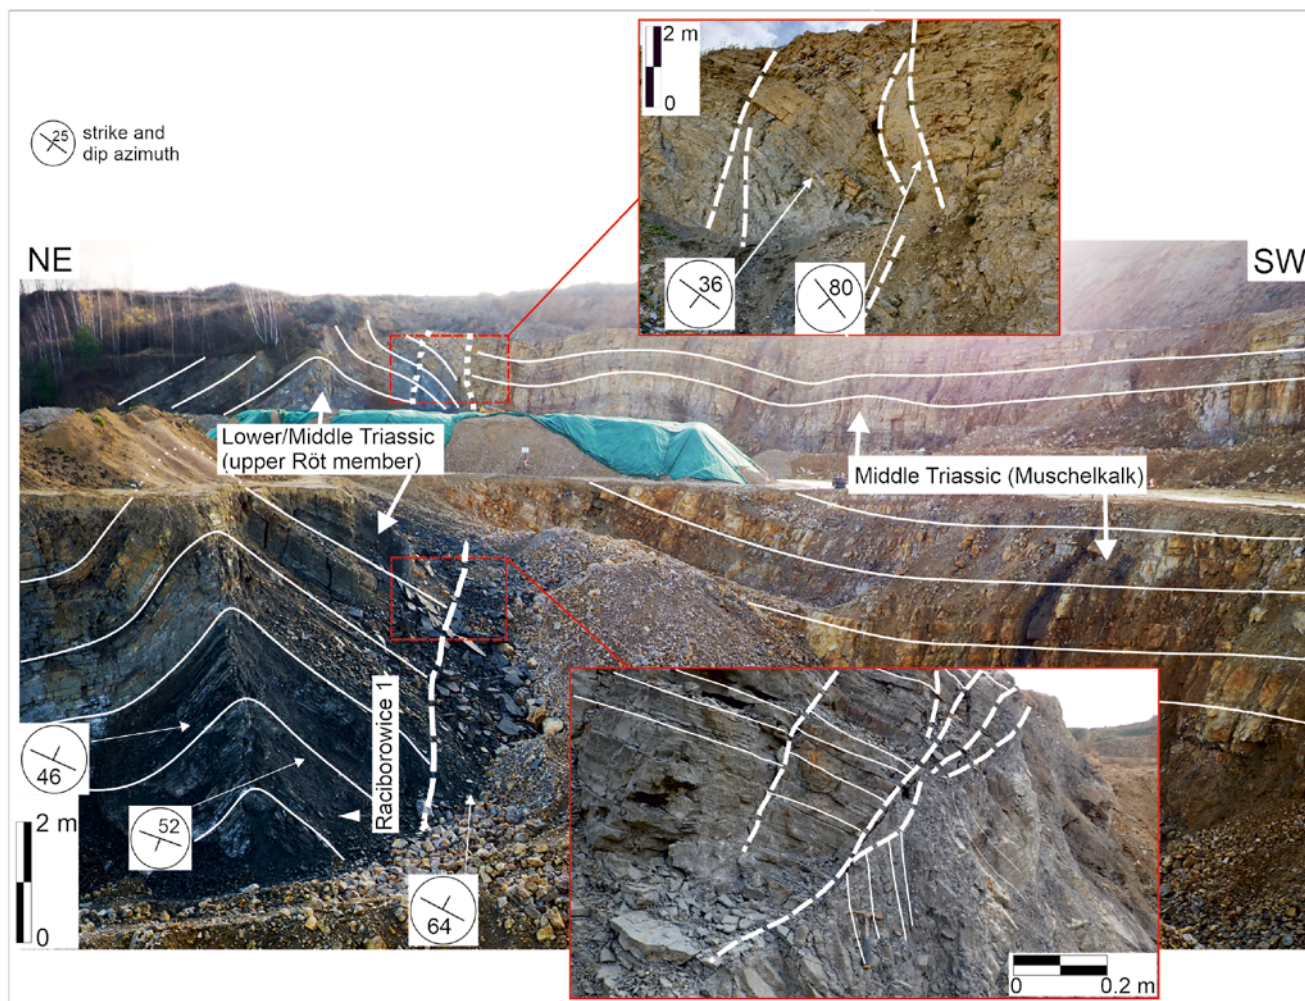 2 m
0
25
strike and
dip azimuth
NE
SW
36
80
Lower/Middle Triassic
(upper Röt member)
Middle Triassic (Muschelkalk)
Raciborowice 1
46
52
64
2 m
0
0
0.2 m